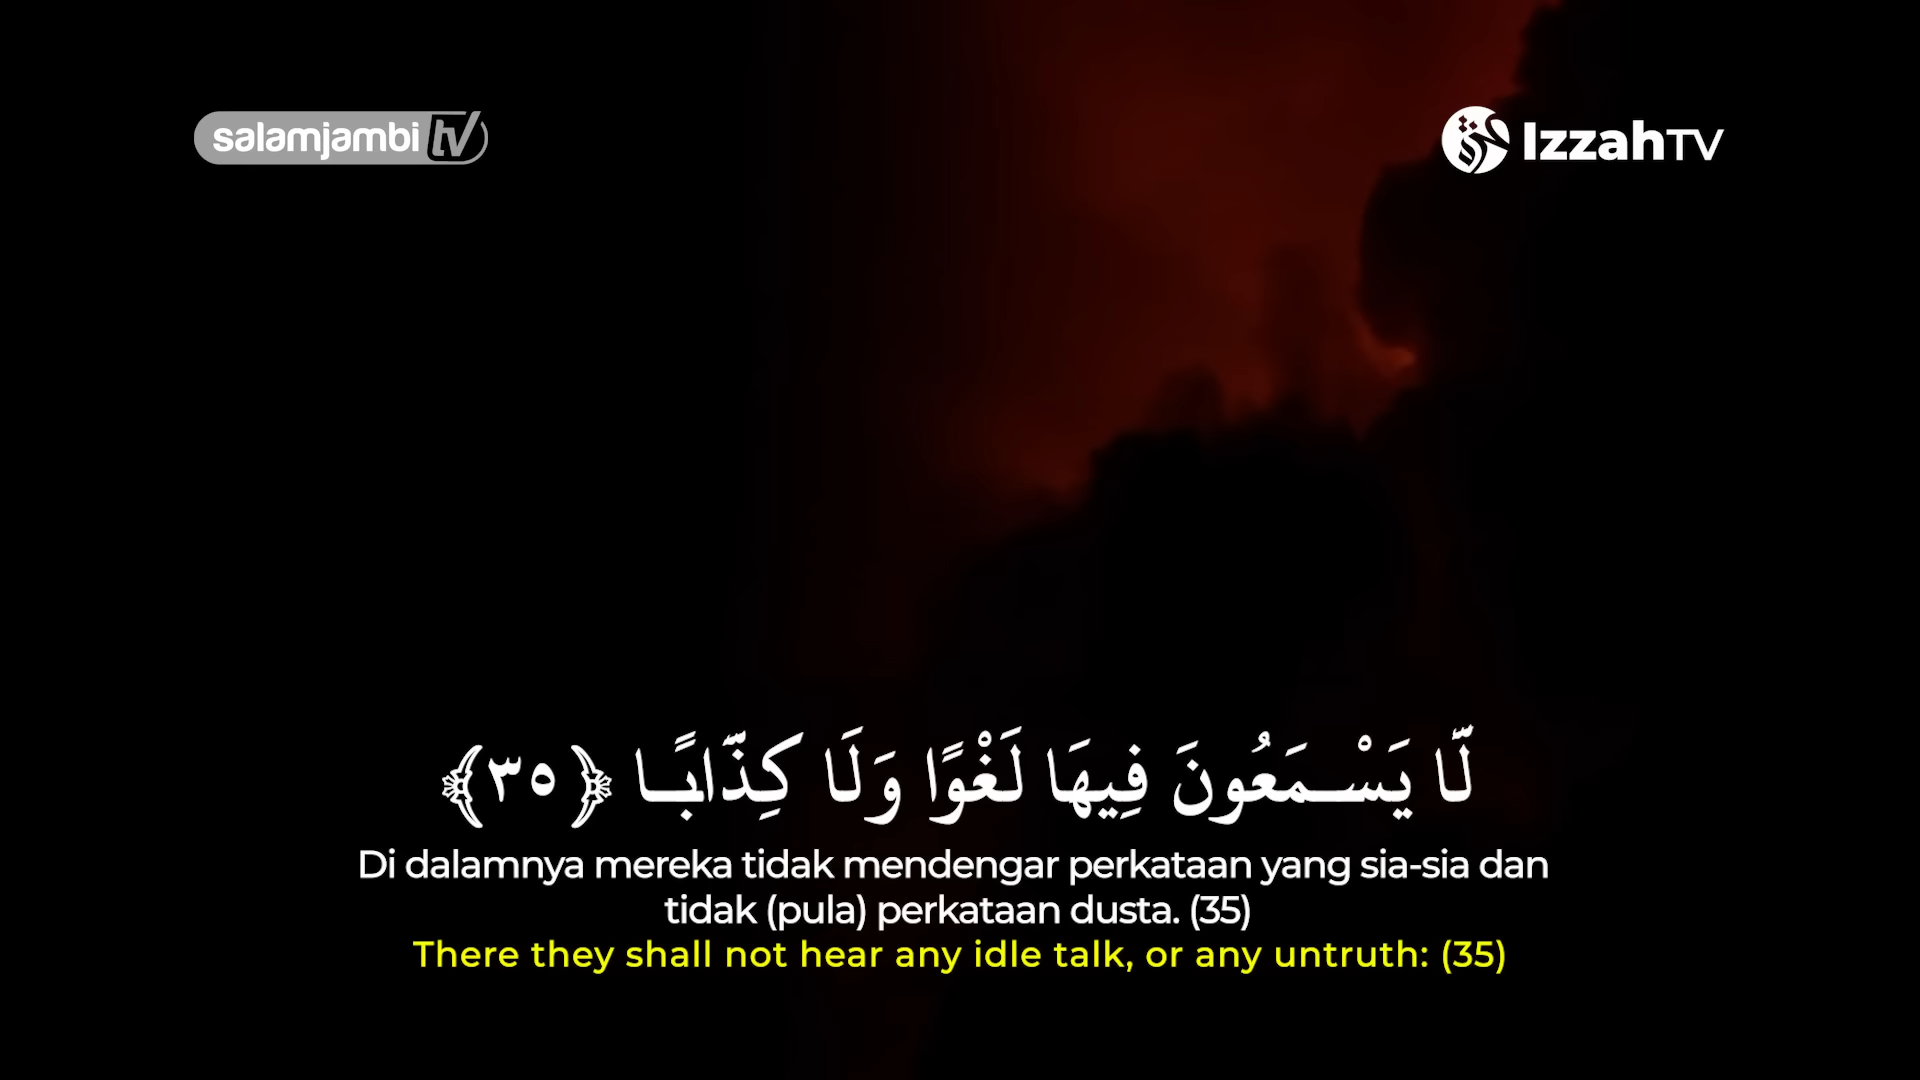 salamjambi tv
IzzahTV
لَّا يَسْمَعُونَ فِيهَا لَغْوًا وَلَا كِذَّابًا ﴿٣٥﴾
Di dalamnya mereka tidak mendengar perkataan yang sia-sia dan
tidak (pula) perkataan dusta. (35)
There they shall not hear any idle talk, or any untruth: (35)